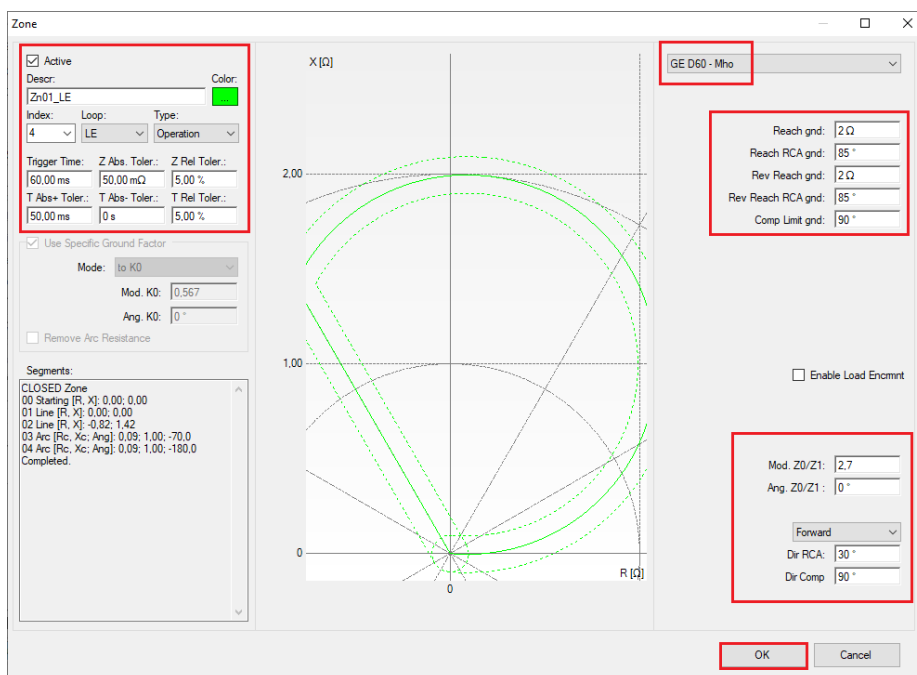 Zone
Active
Descr: Color:
Zn01_LE ...
Index: Loop: Type:
4 LE Operation
Trigger Time: Z Abs. Toler.: Z Rel Toler.:
60,00 ms 50,00 mΩ 5,00 %
T Abs+ Toler.: T Abs- Toler.: T Rel Toler.:
50,00 ms 0 s 5,00 %
Use Specific Ground Factor
Mode: to K0
Mod. K0: 0,567
Ang. K0: 0 °
Remove Arc Resistance
Segments:
CLOSED Zone
00 Starting [R, X]: 0,00; 0,00
01 Line [R, X]: 0,00; 0,00
02 Line [R, X]: -0,82; 1,42
03 Arc [Rc, Xc; Ang]: 0,09; 1,00; -70,0
04 Arc [Rc, Xc; Ang]: 0,09; 1,00; -180,0
Completed.
X [Ω]
2.00
1.00
0
0
R [Ω]
GE D60 - Mho
Reach gnd: 2 Ω
Reach RCA gnd: 85 °
Rev Reach gnd: 2 Ω
Rev Reach RCA gnd: 85 °
Comp Limit gnd: 90 °
Enable Load Encrmnt
Mod. Z0/Z1: 2,7
Ang. Z0/Z1 : 0 °
Forward
Dir RCA: 30 °
Dir Comp 90 °
OK Cancel